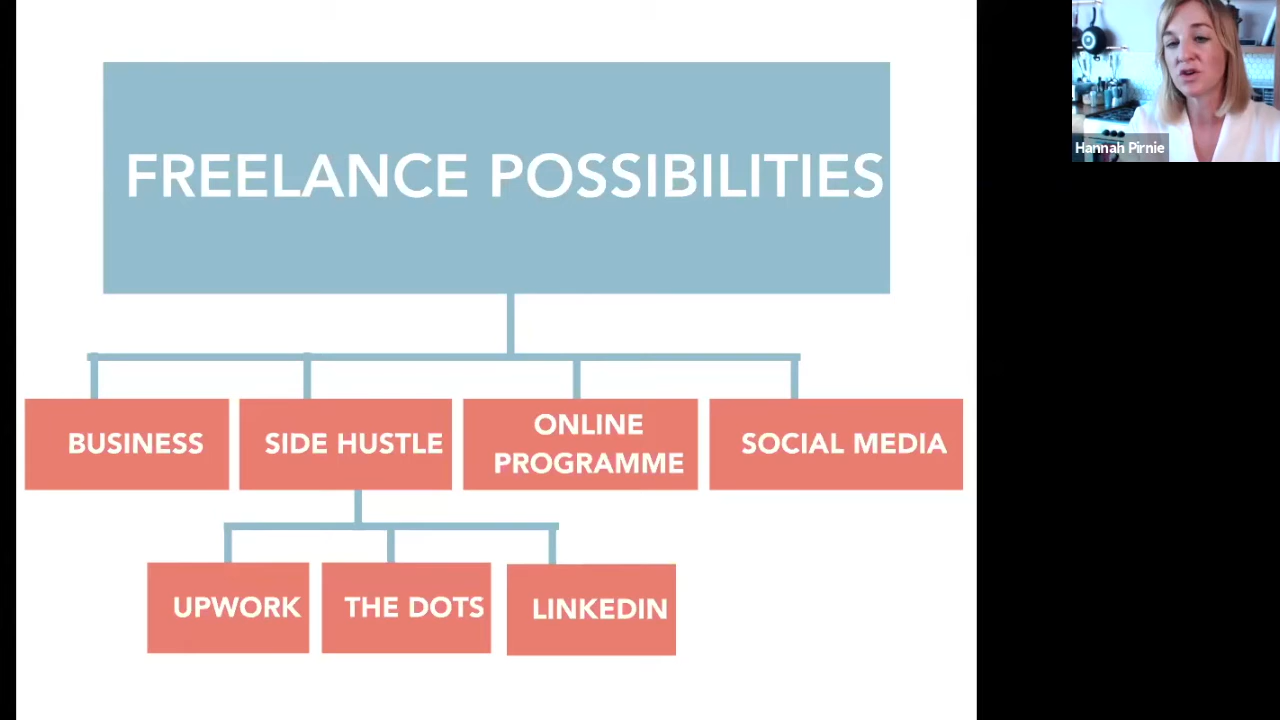 FREELANCE POSSIBILITIES
Hannah Pirnie
BUSINESS
SIDE HUSTLE
ONLINE
PROGRAMME
SOCIAL MEDIA
UPWORK
THE DOTS
LINKEDIN